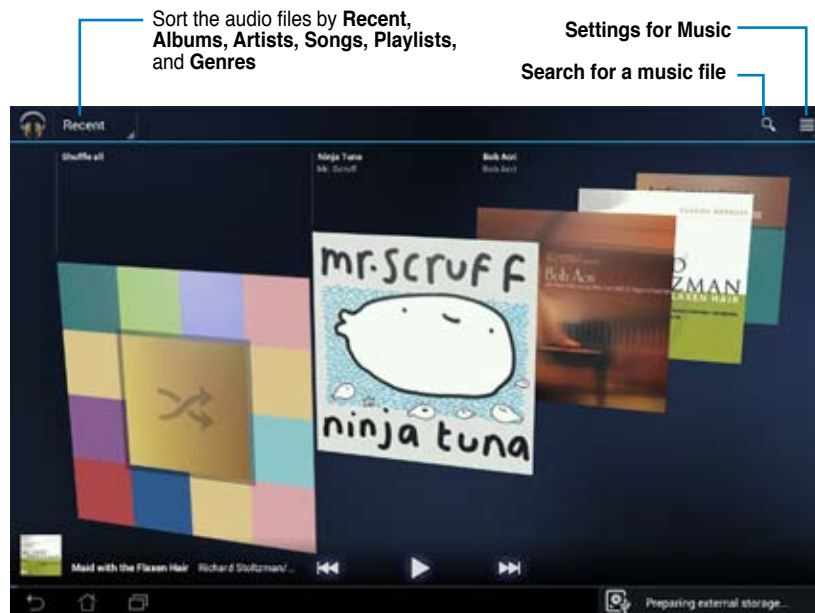 Sort the audio files by Recent,
Albums, Artists, Songs, Playlists,
and Genres
Settings for Music
Search for a music file
Recent
Shuffle all
Ninja Tuna
Mr. Scruff
Bob Acri
Bob Acri
mr.scruff
ninja tuna
Bob Acri
ZMAN
FLAXEN HAIR
Maid with the Flaxen Hair Richard Stoltzman/...
Preparing external storage...